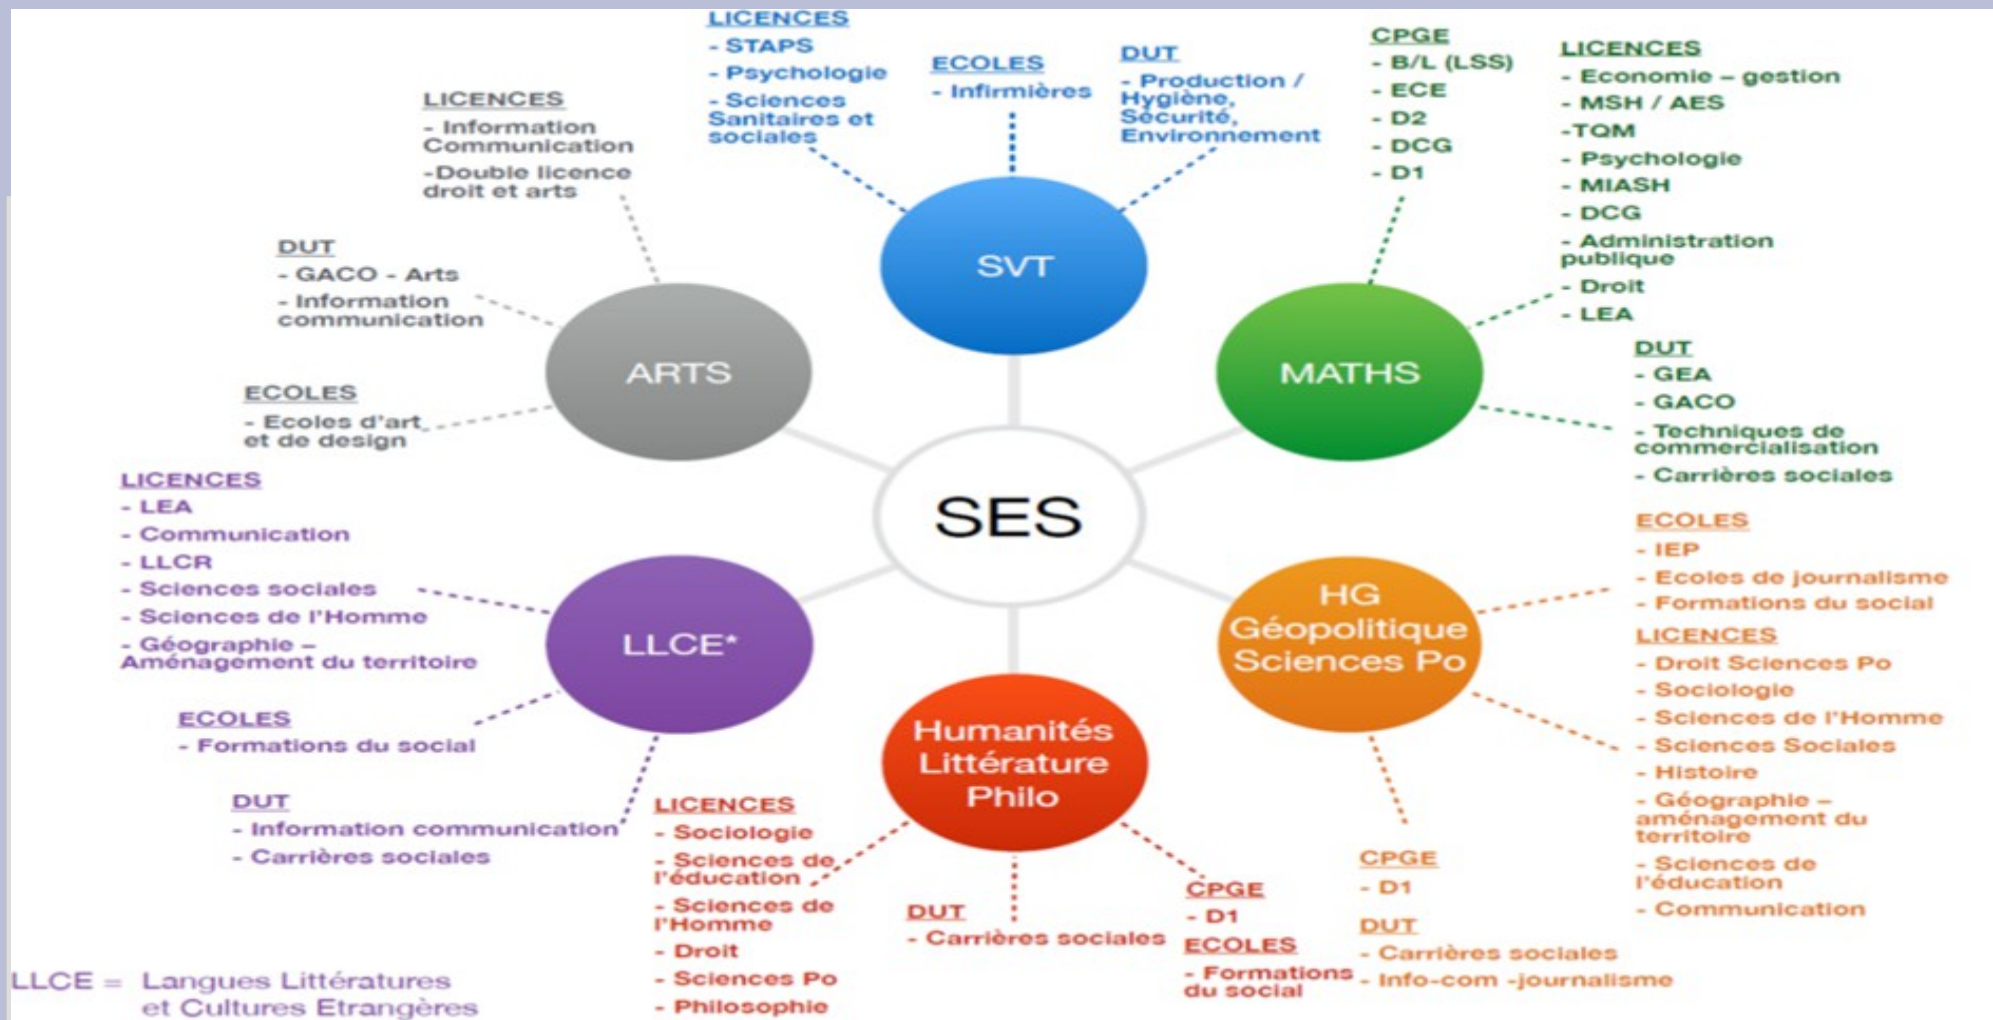 LICENCES
- STAPS
- Psychologie
- Sciences
Sanitaires et
sociales
ECOLES
- Infirmières
DUT
- Production /
Hygiène,
Sécurité,
Environnement
SVT
CPGE
- B/L (LSS)
- ECE
- D2
- DCG
- D1
LICENCES
- Economie – gestion
- MSH / AES
-TQM
- Psychologie
- MIASH
- DCG
- Administration
publique
- Droit
- LEA
DUT
- GEA
- GACO
- Techniques de
commercialisation
- Carrières sociales
MATHS
LICENCES
- Information
Communication
-Double licence
droit et arts
DUT
- GACO - Arts
- Information
communication
ECOLES
- Ecoles d'art
et de design
ARTS
SES
LICENCES
- LEA
- Communication
- LLCR
- Sciences sociales
- Sciences de l'Homme
- Géographie –
Aménagement du territoire
ECOLES
- Formations du social
DUT
- Information communication
- Carrières sociales
LLCE*
HG
Géopolitique
Sciences Po
ECOLES
- IEP
- Ecoles de journalisme
- Formations du social
LICENCES
- Droit Sciences Po
- Sociologie
- Sciences de l'Homme
- Sciences Sociales
- Histoire
- Géographie –
aménagement du
territoire
- Sciences de
l'éducation
- Communication
CPGE
- D1
DUT
- Carrières sociales
- Info-com -journalisme
Humanités
Littérature
Philo
LICENCES
- Sociologie
- Sciences de
l'éducation
- Sciences de
l'Homme
- Droit
- Sciences Po
- Philosophie
DUT
- Carrières sociales
CPGE
- D1
ECOLES
- Formations
du social
LLCE = Langues Littératures
et Cultures Etrangères